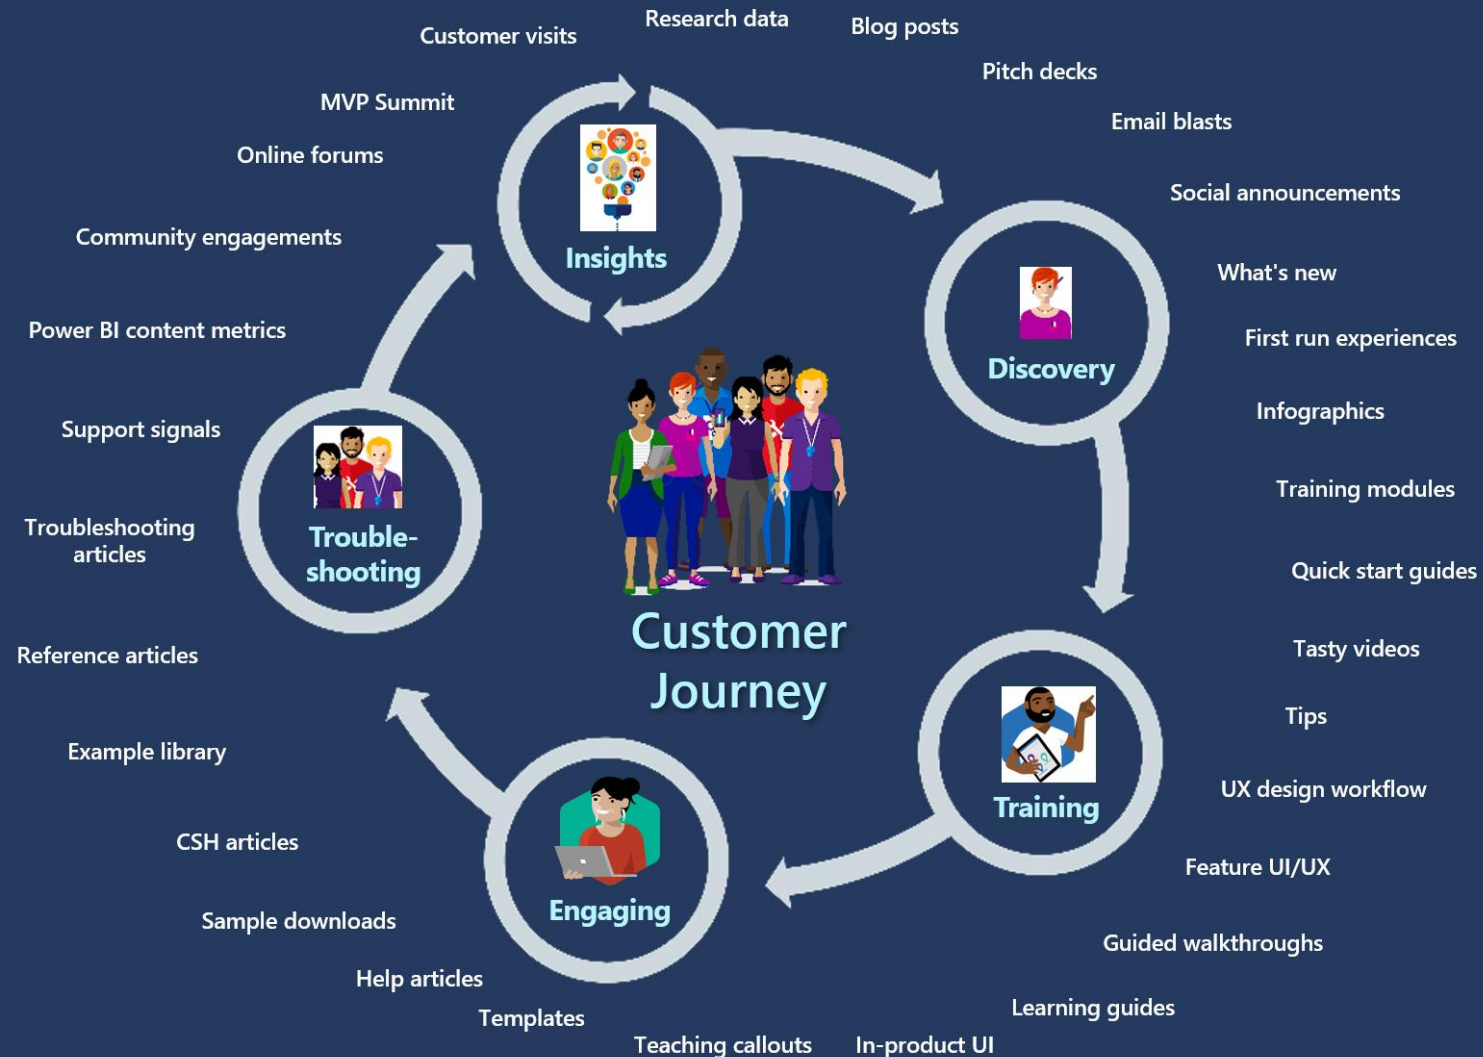 Research data
Blog posts
Customer visits
Pitch decks
MVP Summit
Email blasts
Online forums
Social announcements
Community engagements
Insights
What's new
Power BI content metrics
First run experiences
Discovery
Infographics
Support signals
Training modules
Troubleshooting
articles
Trouble-
shooting
Quick start guides
Customer
Journey
Reference articles
Tasty videos
Tips
Example library
UX design workflow
Training
CSH articles
Feature UI/UX
Engaging
Sample downloads
Guided walkthroughs
Help articles
Learning guides
Templates
Teaching callouts
In-product UI